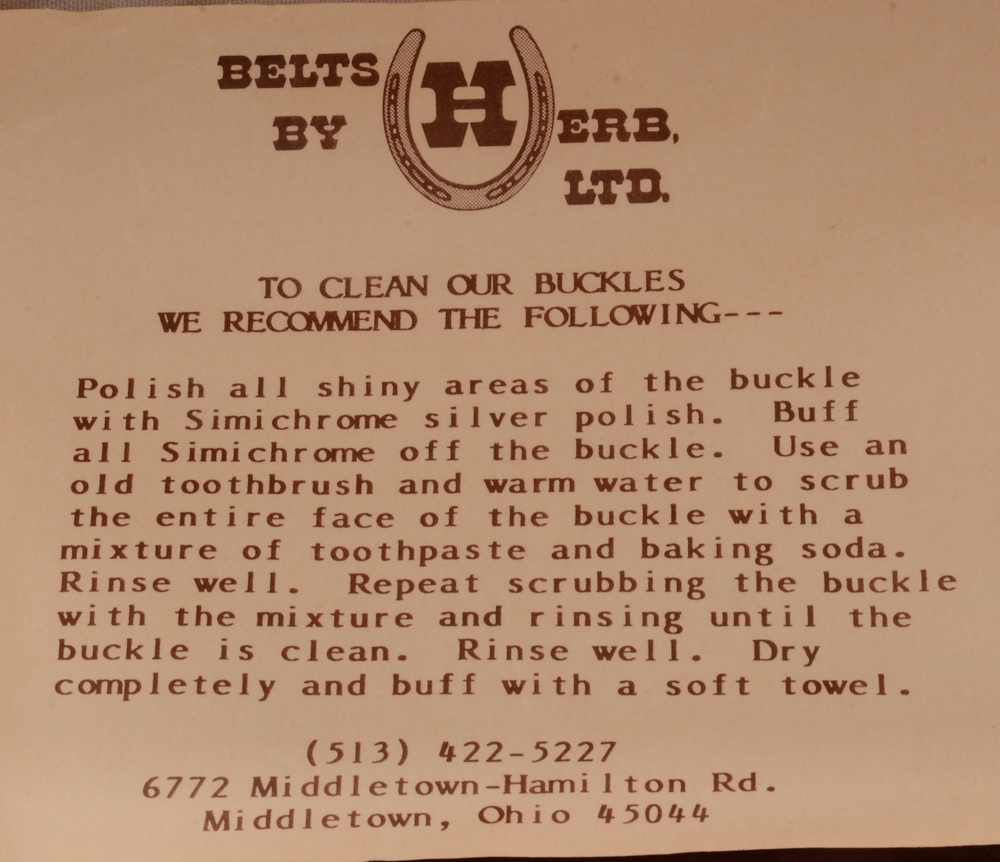 BELTS
BY HERB,
LTD.
TO CLEAN OUR BUCKLES
WE RECOMMEND THE FOLLOWING---
Polish all shiny areas of the buckle
with Simichrome silver polish. Buff
all Simichrome off the buckle. Use an
old toothbrush and warm water to scrub
the entire face of the buckle with a
mixture of toothpaste and baking soda.
Rinse well. Repeat scrubbing the buckle
with the mixture and rinsing until the
buckle is clean. Rinse well. Dry
completely and buff with a soft towel.
(513) 422-5227
6772 Middletown-Hamilton Rd.
Middletown, Ohio 45044